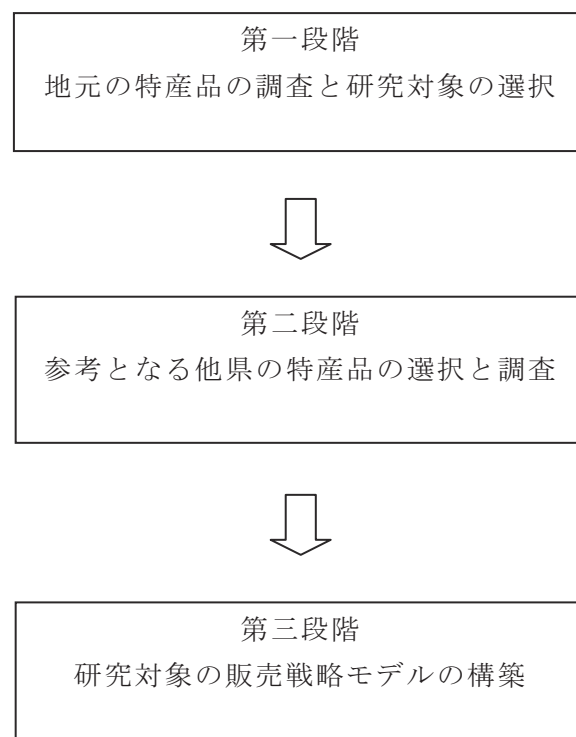 第一段階
地元の特産品の調査と研究対象の選択
第二段階
参考となる他県の特産品の選択と調査
第三段階
研究対象の販売戦略モデルの構築